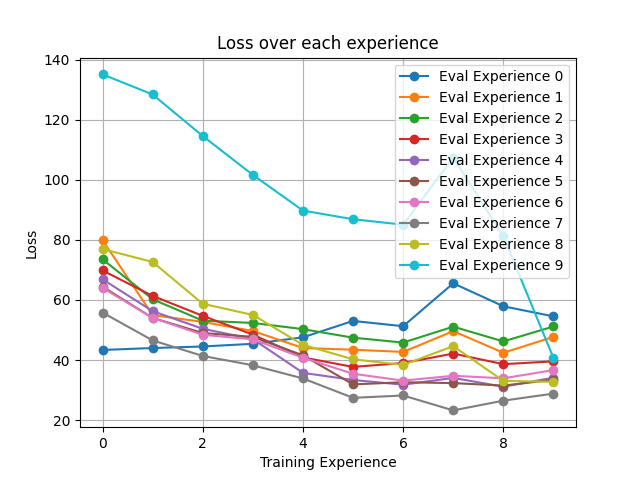 Loss over each experience
140
120
100
80
60
40
20
Loss
0
2
4
6
8
Training Experience
Eval Experience 0
Eval Experience 1
Eval Experience 2
Eval Experience 3
Eval Experience 4
Eval Experience 5
Eval Experience 6
Eval Experience 7
Eval Experience 8
Eval Experience 9